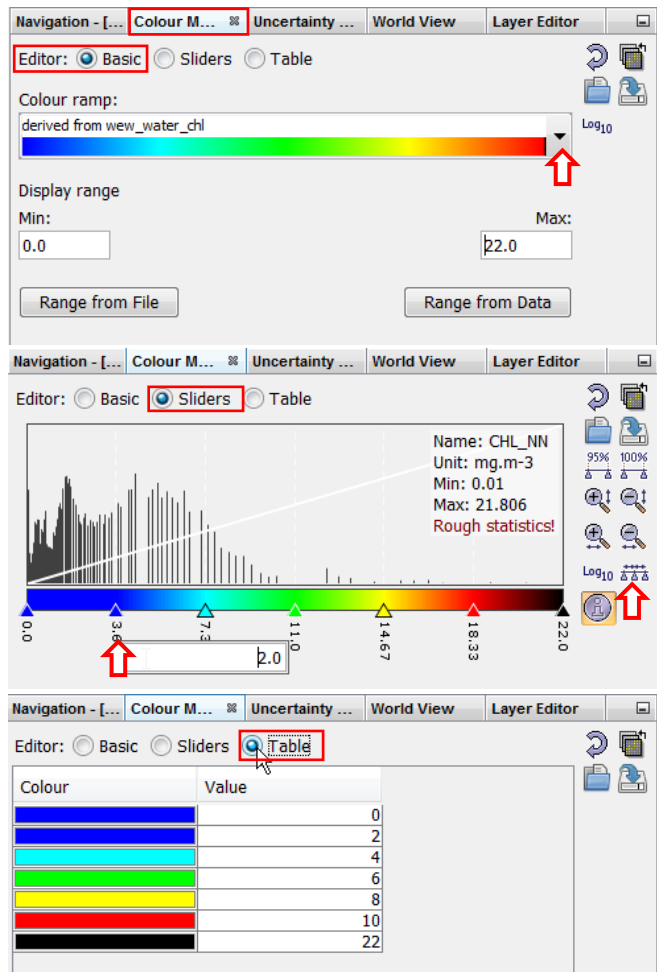 Navigation - [... Colour M... Uncertainty ... World View Layer Editor
Editor: Basic Sliders Table
Colour ramp:
derived from wew_water_chl
Log10
Display range
Min: Max:
0.0 22.0
Range from File Range from Data
Navigation - [... Colour M... Uncertainty ... World View Layer Editor
Editor: Basic Sliders Table
Name: CHL_NN
Unit: mg.m-3
Min: 0.01
Max: 21.806
Rough statistics!
95% 100%
Log10
0.0 3.6 7.3 11.0 14.67 18.33 22.0
2.0
Navigation - [... Colour M... Uncertainty ... World View Layer Editor
Editor: Basic Sliders Table
Colour Value
0
2
4
6
8
10
22